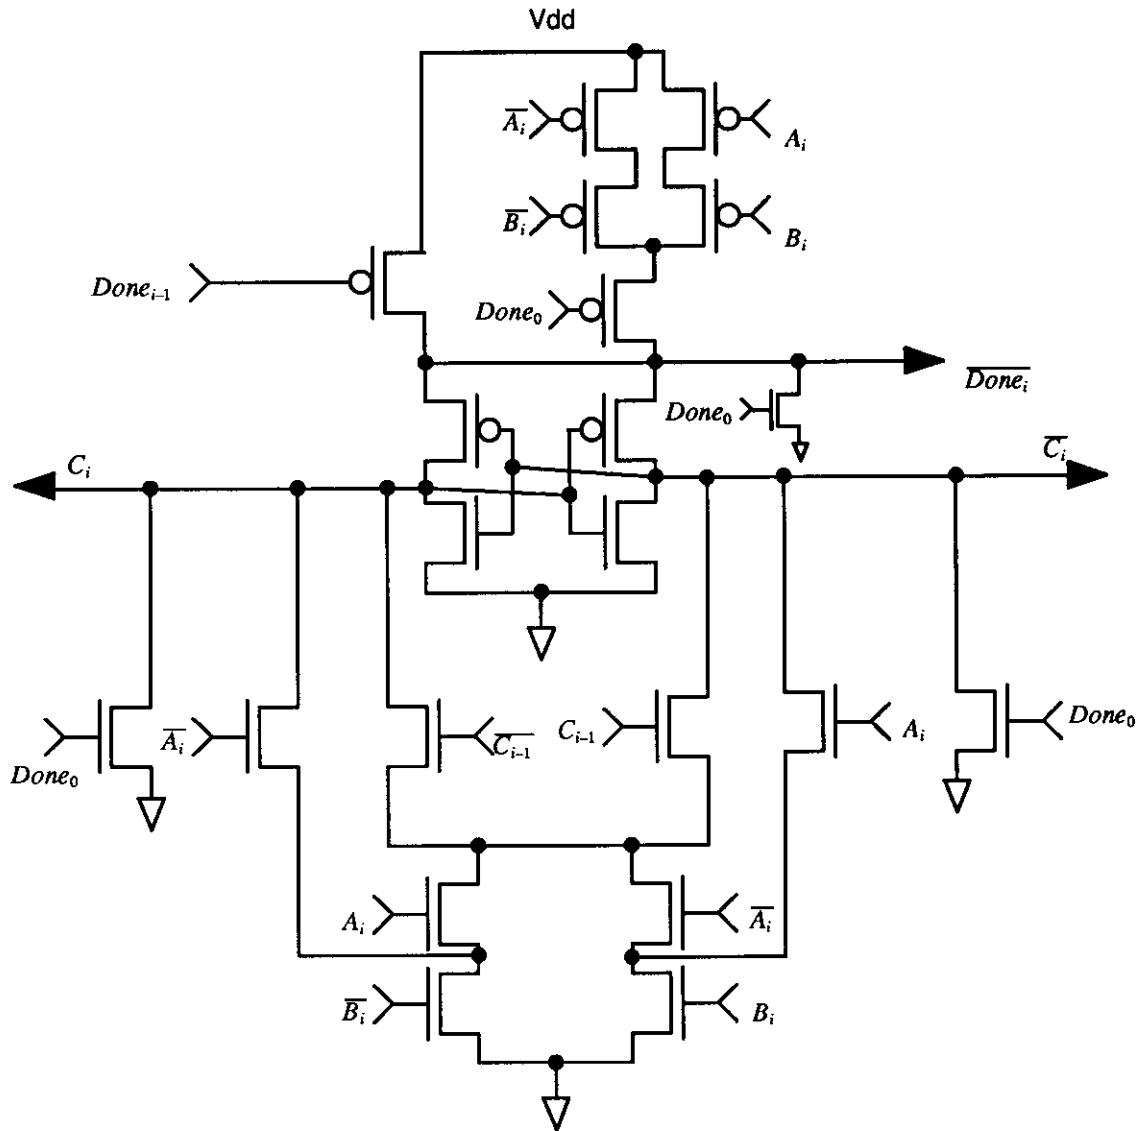 Vdd
A̅ᵢ
Aᵢ
B̅ᵢ
Bᵢ
Doneᵢ₋₁
Done₀
D̅o̅n̅e̅ᵢ
Done₀
Cᵢ
C̅ᵢ
Done₀
A̅ᵢ
C̅ᵢ₋₁
Cᵢ₋₁
Aᵢ
Done₀
Aᵢ
A̅ᵢ
B̅ᵢ
Bᵢ